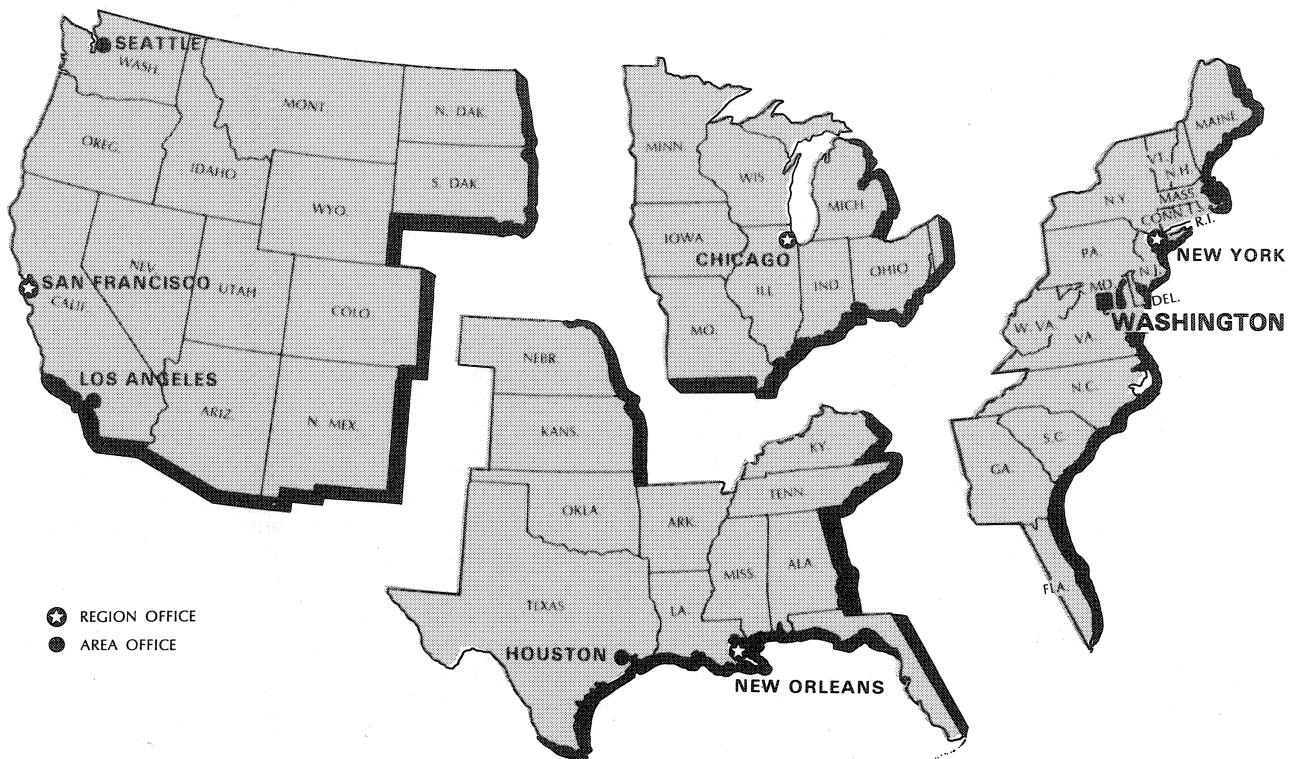 SEATTLE
WASH.
MONT.
N. DAK.
OREG.
IDAHO
S. DAK.
WYO.
NEV.
SAN FRANCISCO
UTAH
CALIF.
COLO.
LOS ANGELES
ARIZ.
N. MEX.
MINN.
WIS.
MICH.
IOWA
CHICAGO
OHIO
ILL.
IND.
MO.
MAINE
VT.
N.H.
N.Y.
MASS.
CONN.
R.I.
PA.
NEW YORK
N.J.
MD.
DEL.
WASHINGTON
W. VA.
VA.
N.C.
S.C.
GA.
FLA.
NEBR.
KANS.
KY.
TENN.
OKLA.
ARK.
MISS.
ALA.
TEXAS
LA.
HOUSTON
NEW ORLEANS
REGION OFFICE
AREA OFFICE